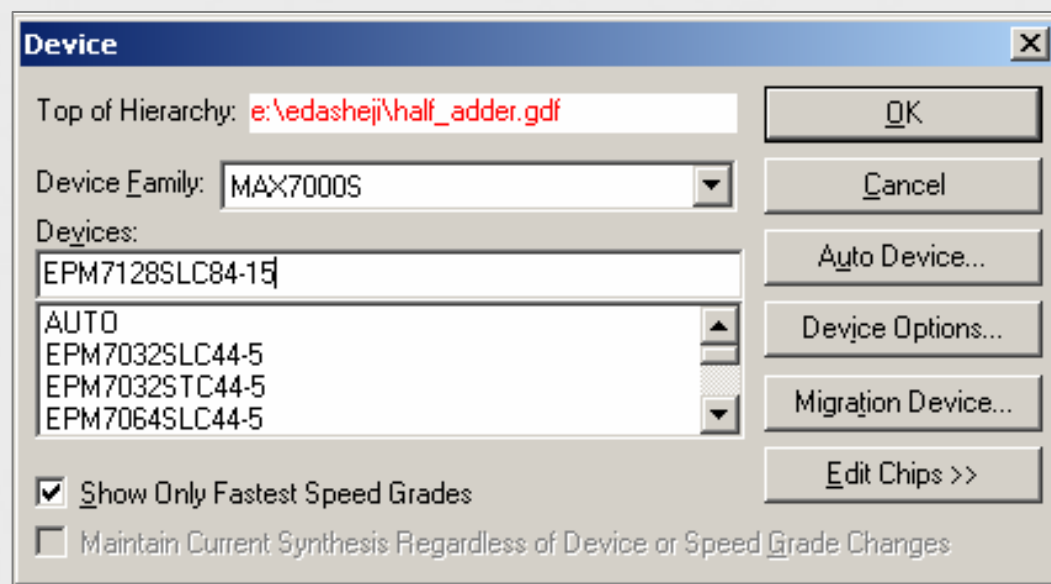 Device
Top of Hierarchy: e:\edasheji\half_adder.gdf
OK
Device Family: MAX7000S
Cancel
Devices:
EPM7128SLC84-15
Auto Device...
AUTO
EPM7032SLC44-5
EPM7032STC44-5
EPM7064SLC44-5
Device Options...
Migration Device...
Edit Chips >>
Show Only Fastest Speed Grades
Maintain Current Synthesis Regardless of Device or Speed Grade Changes